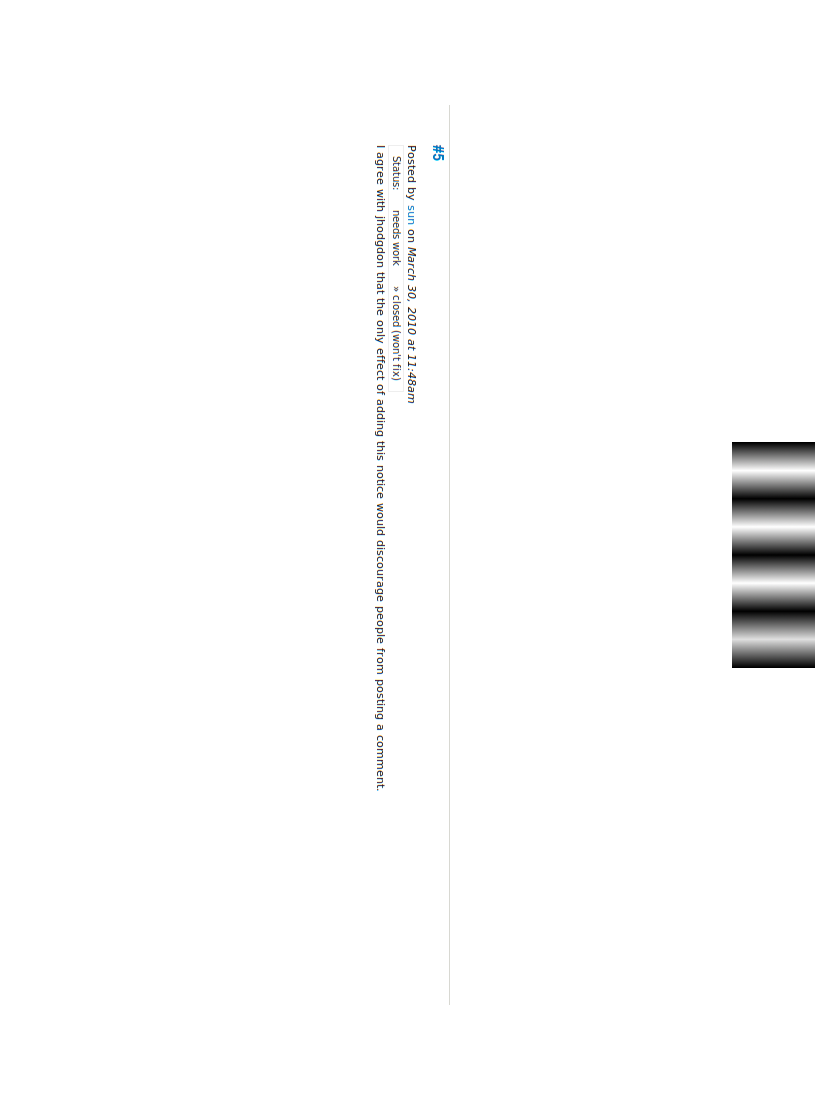 #5
Posted by sun on March 30, 2010 at 11:48am
Status: needs work » closed (won't fix)
I agree with jhodgdon that the only effect of adding this notice would discourage people from posting a comment.